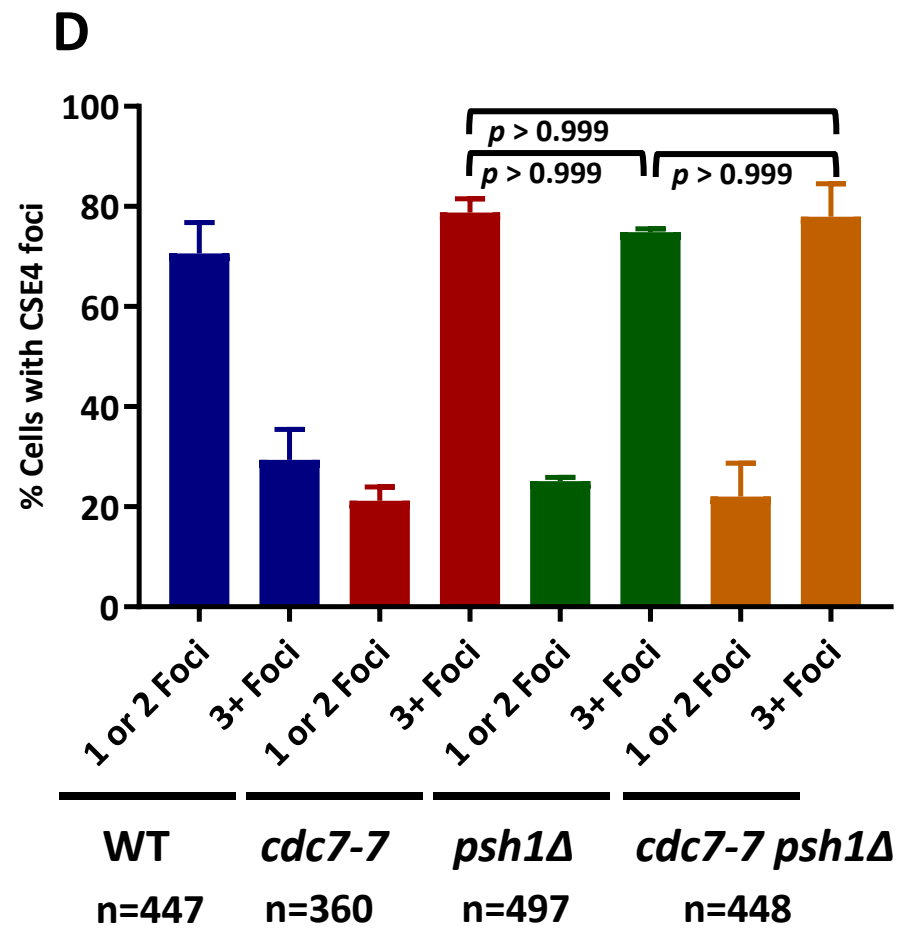 D
% Cells with CSE4 foci
100
80
60
40
20
0
p > 0.999
p > 0.999
p > 0.999
1 or 2 Foci
3+ Foci
1 or 2 Foci
3+ Foci
1 or 2 Foci
3+ Foci
1 or 2 Foci
3+ Foci
WT
cdc7-7
psh1Δ
cdc7-7 psh1Δ
n=447
n=360
n=497
n=448